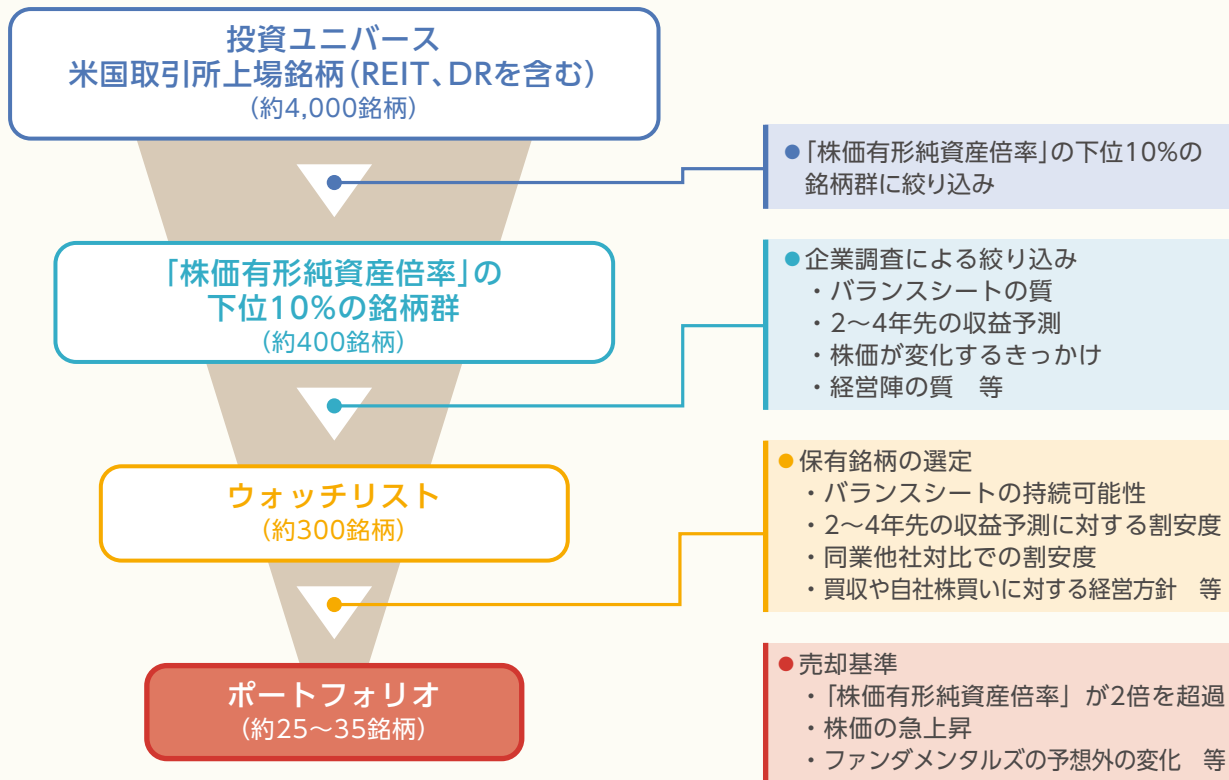 投資ユニバース
米国取引所上場銘柄(REIT、DRを含む)
(約4,000銘柄)
●「株価有形純資産倍率」の下位10%の
銘柄群に絞り込み
「株価有形純資産倍率」の
下位10%の銘柄群
(約400銘柄)
●企業調査による絞り込み
・バランスシートの質
・2〜4年先の収益予測
・株価が変化するきっかけ
・経営陣の質　等
ウォッチリスト
(約300銘柄)
●保有銘柄の選定
・バランスシートの持続可能性
・2〜4年先の収益予測に対する割安度
・同業他社対比での割安度
・買収や自社株買いに対する経営方針　等
ポートフォリオ
(約25〜35銘柄)
●売却基準
・「株価有形純資産倍率」が2倍を超過
・株価の急上昇
・ファンダメンタルズの予想外の変化　等